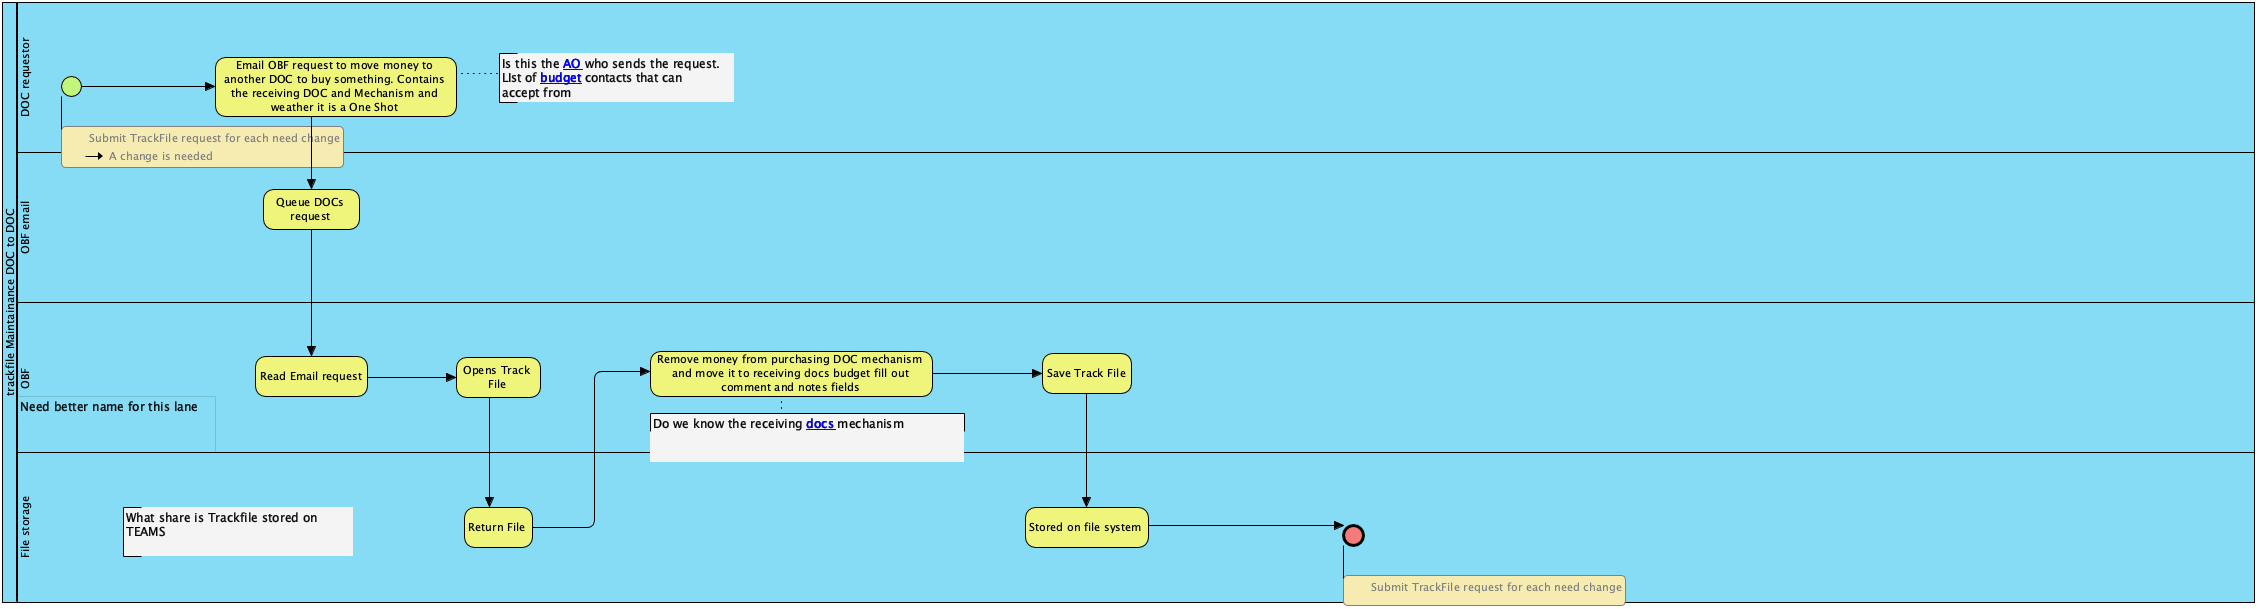 trackfile Maintainance DOC to DOC
DOC requestor
Email OBF request to move money to
another DOC to buy something. Contains
the receiving DOC and Mechanism and
weather it is a One Shot
Is this the AO who sends the request.
LIst of budget contacts that can
accept from
Submit TrackFile request for each need change
A change is needed
OBF email
Queue DOCs
request
OBF
Read Email request
Opens Track
File
Remove money from purchasing DOC mechanism
and move it to receiving docs budget fill out
comment and notes fields
Save Track File
Need better name for this lane
Do we know the receiving docs mechanism
File storage
What share is Trackfile stored on
TEAMS
Return File
Stored on file system
Submit TrackFile request for each need change